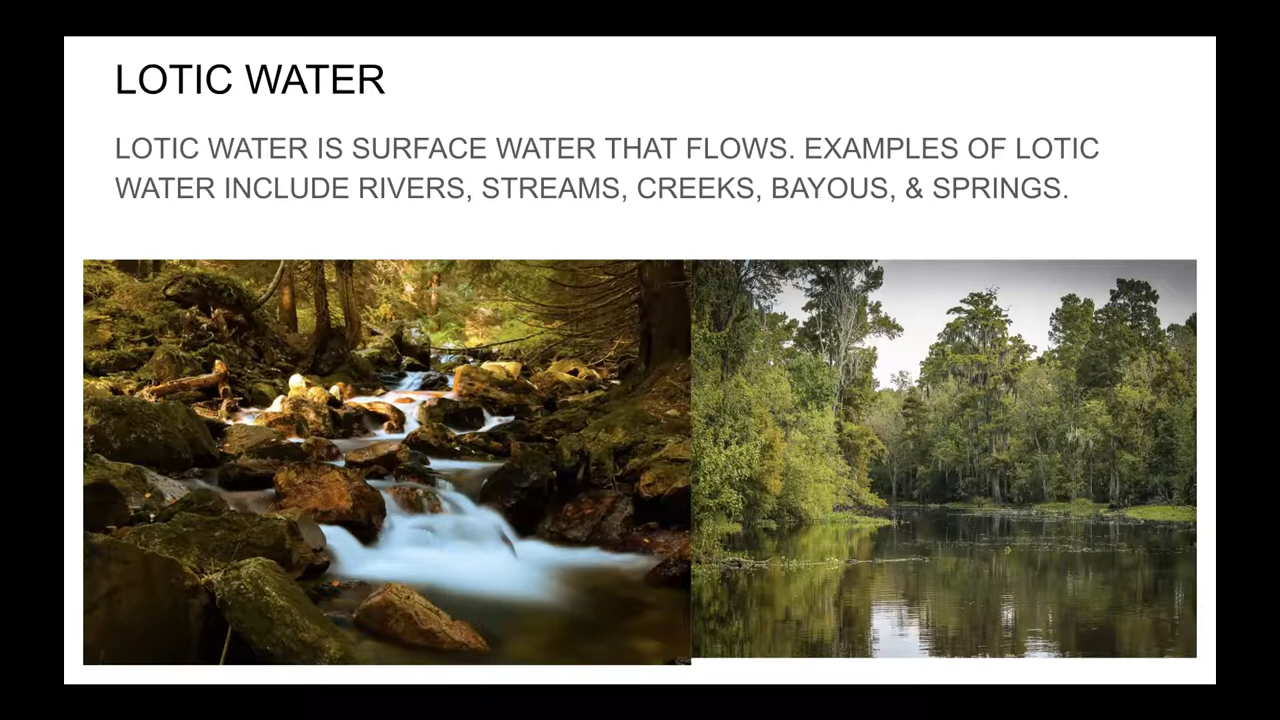 LOTIC WATER
LOTIC WATER IS SURFACE WATER THAT FLOWS. EXAMPLES OF LOTIC
WATER INCLUDE RIVERS, STREAMS, CREEKS, BAYOUS, & SPRINGS.